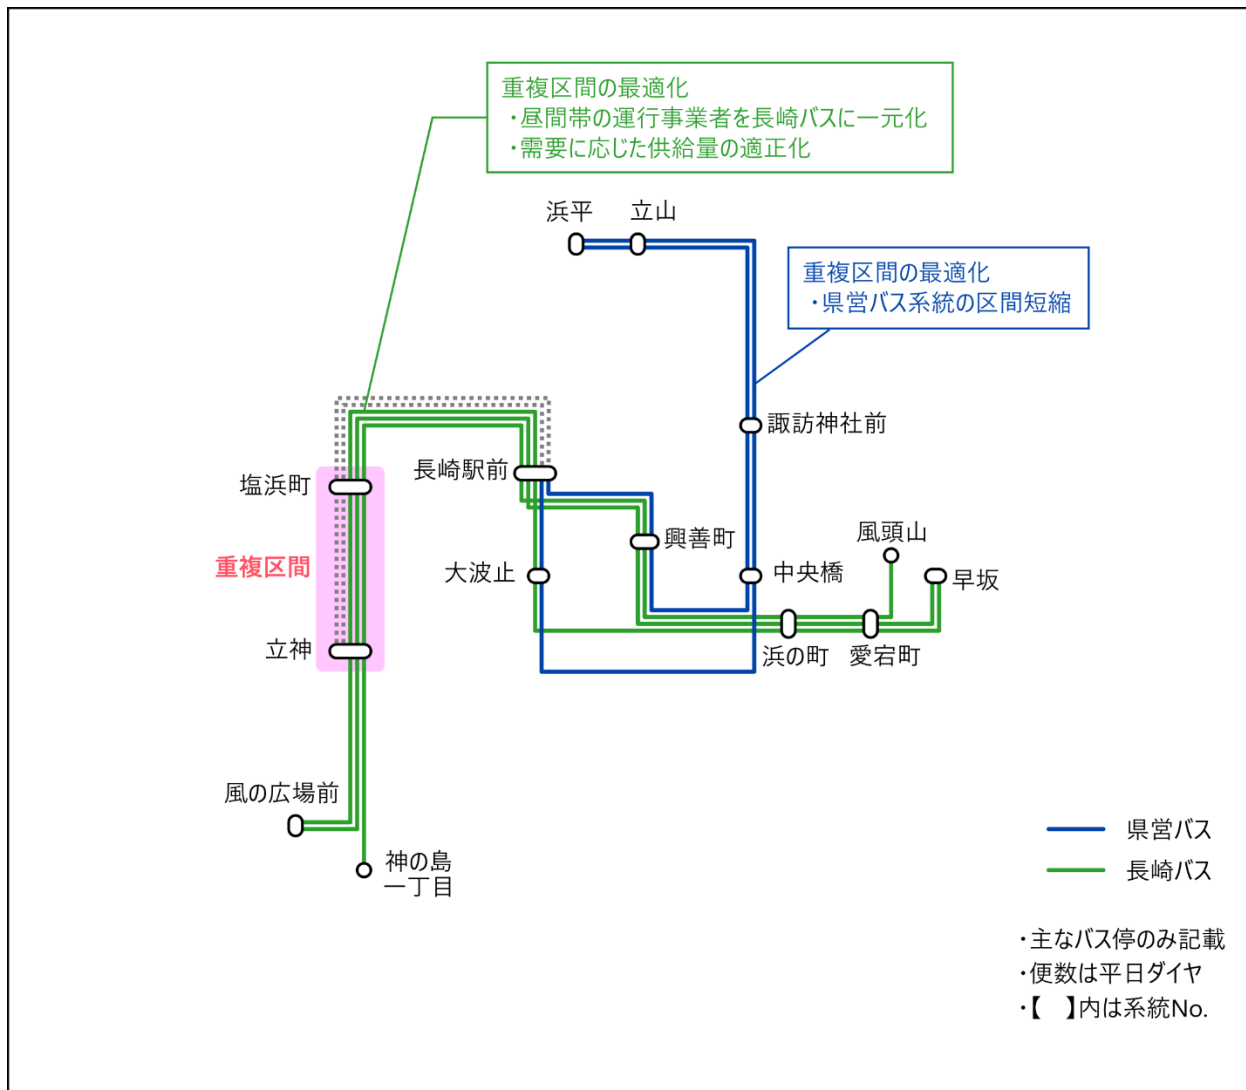 重複区間の最適化
・昼間帯の運行事業者を長崎バスに一元化
・需要に応じた供給量の適正化
浜平
立山
重複区間の最適化
・県営バス系統の区間短縮
諏訪神社前
長崎駅前
塩浜町
興善町
風頭山
重複区間
大波止
中央橋
早坂
立神
浜の町
愛宕町
風の広場前
神の島
一丁目
県営バス
長崎バス
・主なバス停のみ記載
・便数は平日ダイヤ
・【　】内は系統No.